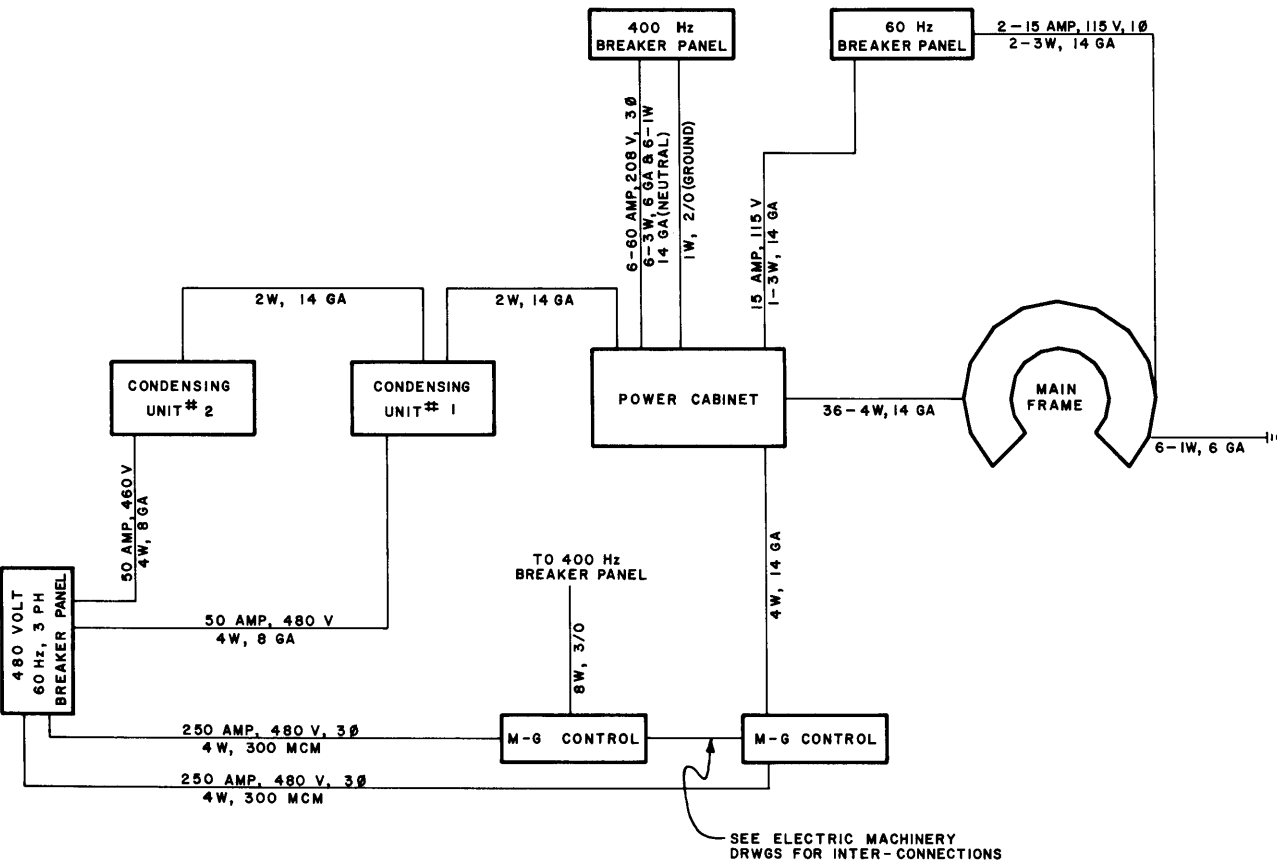 400 Hz
BREAKER PANEL
60 Hz
BREAKER PANEL
2-15 AMP, 115 V, 1Ø
2-3W, 14 GA
6-60 AMP, 208 V, 3Ø
6-3W, 6 GA & 6-1W
14 GA (NEUTRAL)
1W, 2/0 (GROUND)
15 AMP, 115 V
1-3W, 14 GA
2W, 14 GA
2W, 14 GA
CONDENSING
UNIT # 2
CONDENSING
UNIT # 1
POWER CABINET
36-4W, 14 GA
MAIN
FRAME
6-1W, 6 GA
50 AMP, 460 V
4W, 8 GA
480 VOLT
60 Hz, 3 PH
BREAKER PANEL
50 AMP, 480 V
4W, 8 GA
TO 400 Hz
BREAKER PANEL
8W, 3/0
4W, 14 GA
250 AMP, 480 V, 3Ø
4W, 300 MCM
M-G CONTROL
M-G CONTROL
250 AMP, 480 V, 3Ø
4W, 300 MCM
SEE ELECTRIC MACHINERY
DRWGS FOR INTER-CONNECTIONS